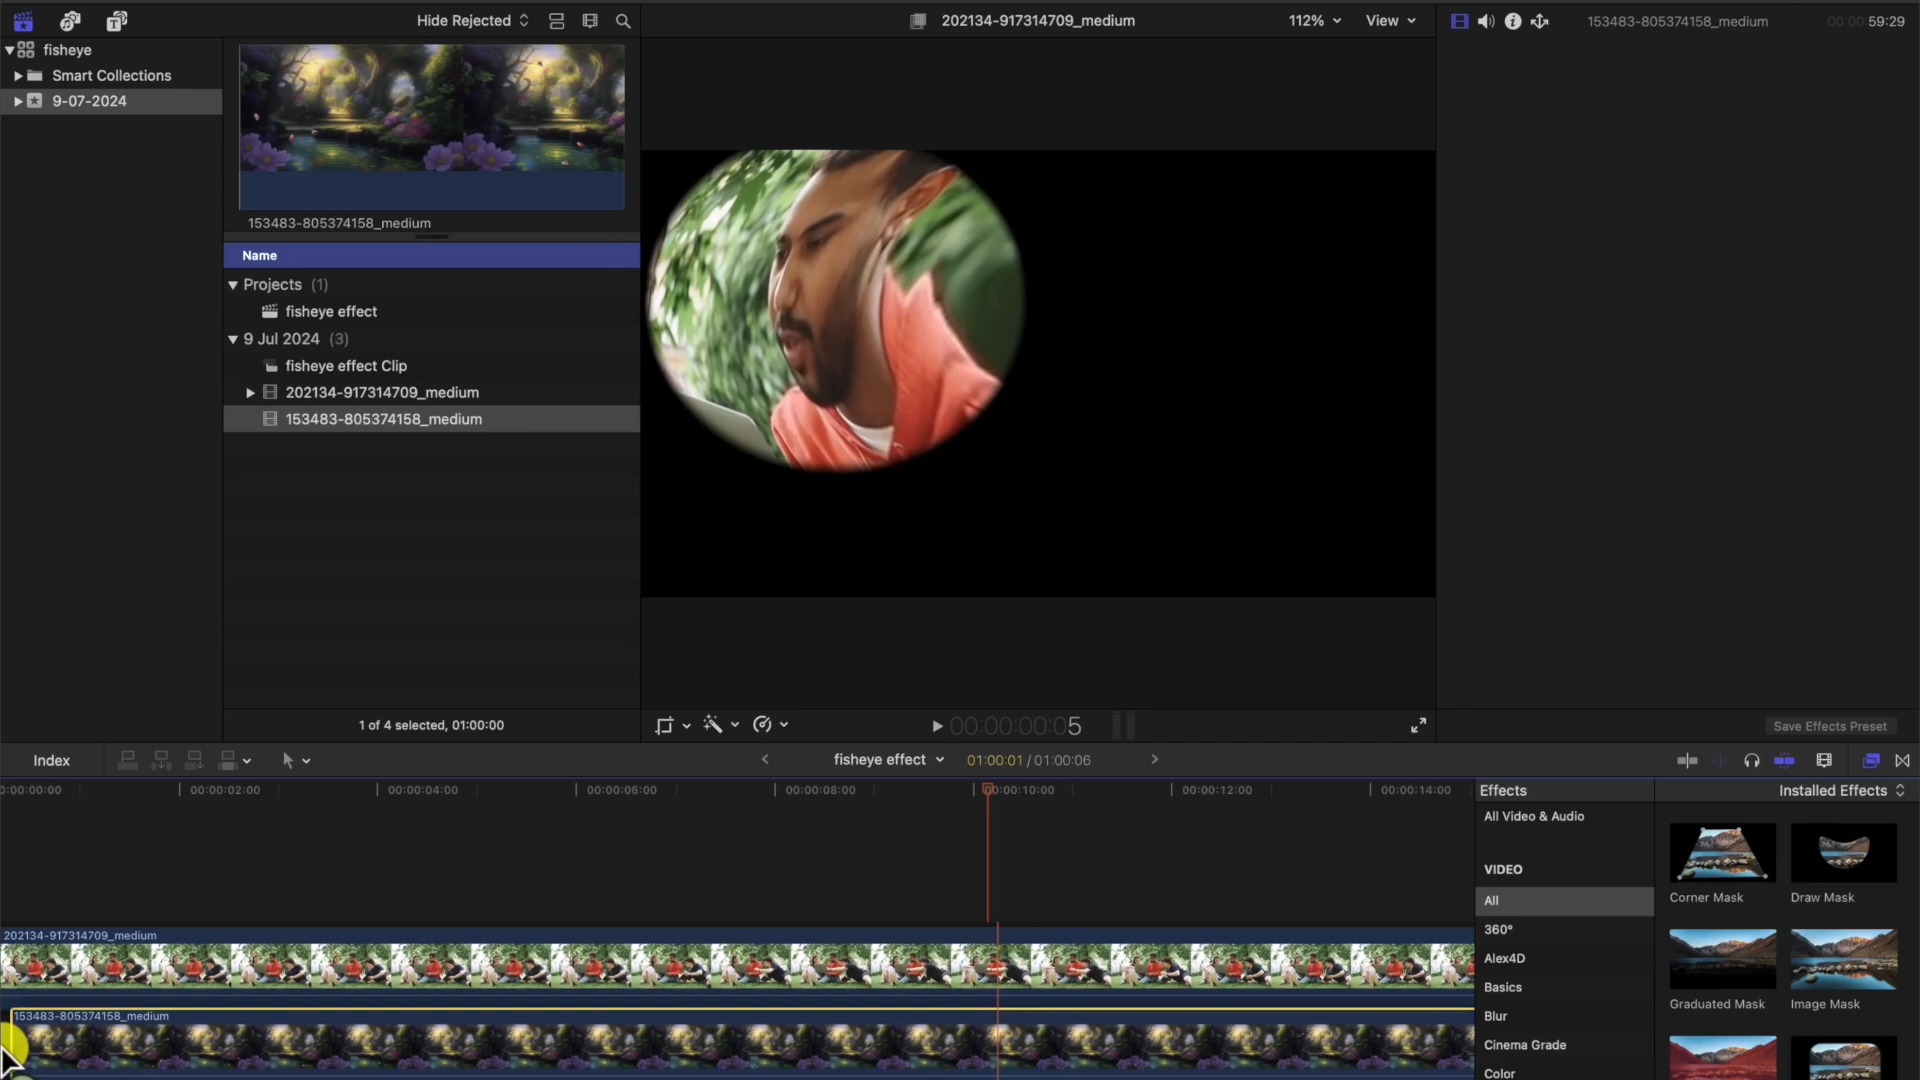 Hide Rejected
202134-917314709_medium
112%
View
153483-805374158_medium
00:00:59:29
fisheye
Smart Collections
9-07-2024
153483-805374158_medium
Name
Projects (1)
fisheye effect
9 Jul 2024 (3)
fisheye effect Clip
202134-917314709_medium
153483-805374158_medium
1 of 4 selected, 01:00:00
00:00:00:05
Save Effects Preset
Index
fisheye effect
01:00:01 / 01:00:06
0:00:00:00
00:00:02:00
00:00:04:00
00:00:06:00
00:00:08:00
00:00:10:00
00:00:12:00
00:00:14:00
Effects
Installed Effects
All Video & Audio
VIDEO
All
360°
Alex4D
Basics
Blur
Cinema Grade
Color
Corner Mask
Draw Mask
Graduated Mask
Image Mask
202134-917314709_medium
153483-805374158_medium